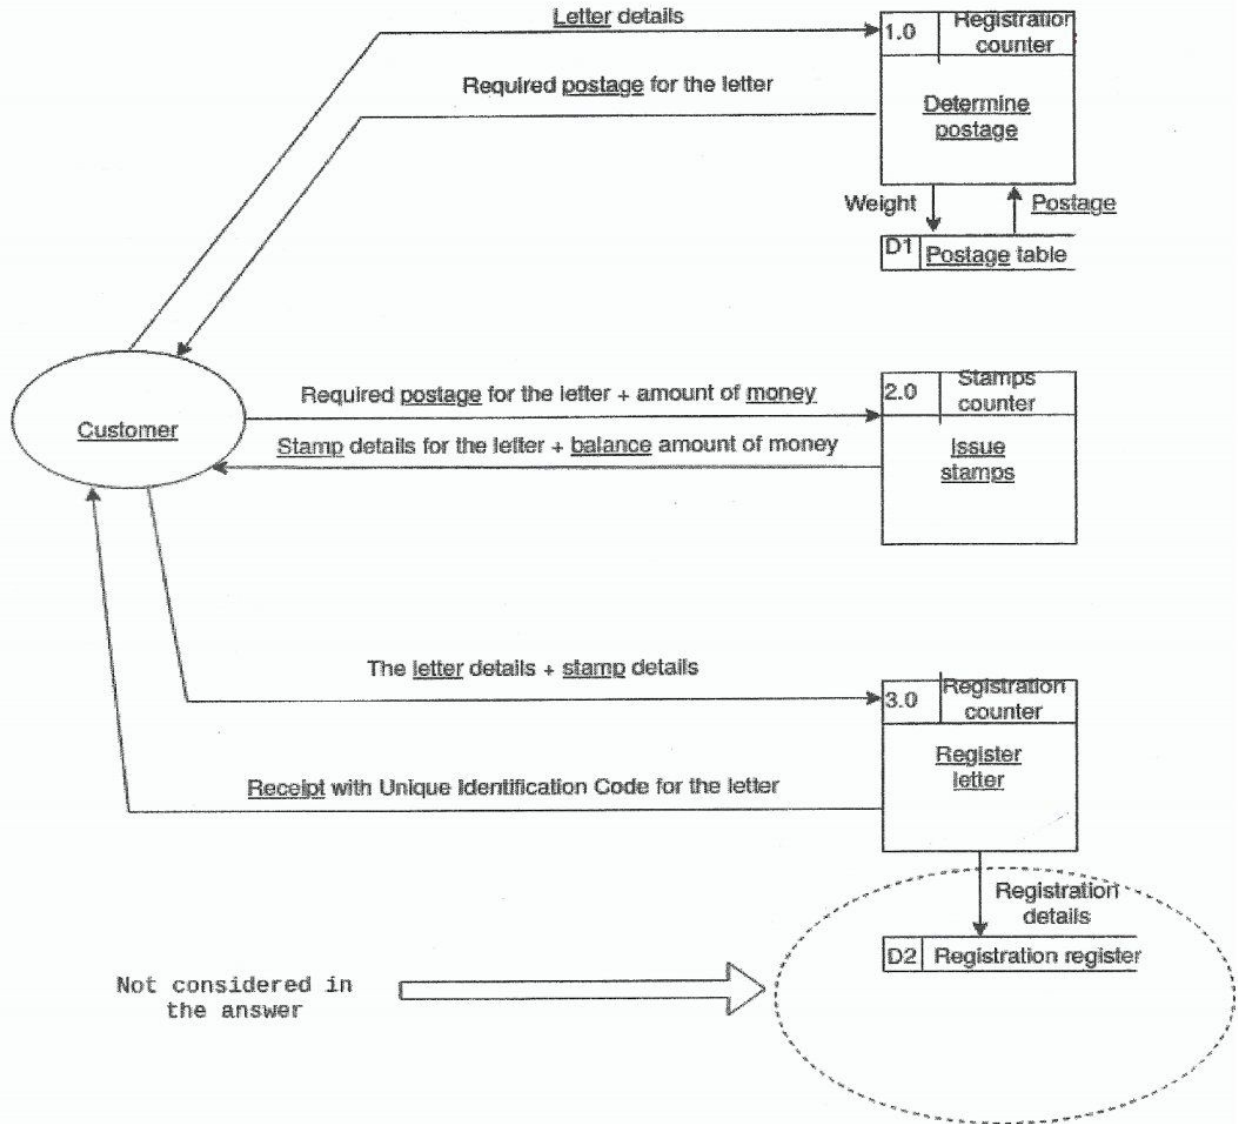 Letter details
1.0
Registration
counter
Required postage for the letter
Determine
postage
Weight
Postage
D1
Postage table
Customer
Required postage for the letter + amount of money
2.0
Stamps
counter
Stamp details for the letter + balance amount of money
Issue
stamps
The letter details + stamp details
3.0
Registration
counter
Register
letter
Receipt with Unique Identification Code for the letter
Registration
details
D2
Registration register
Not considered in
the answer